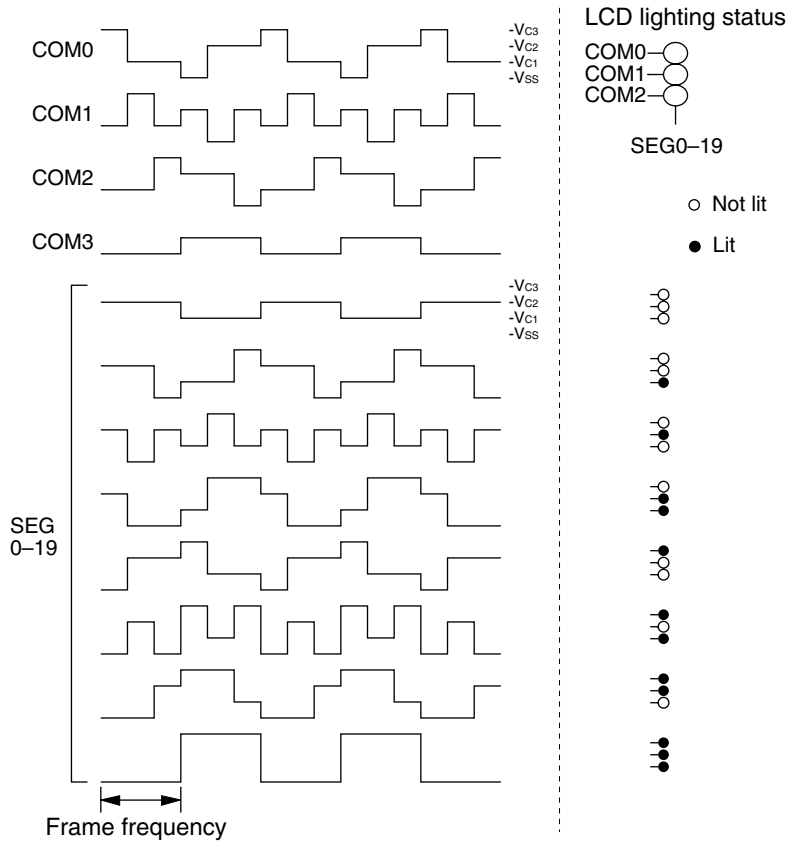 LCD lighting status
COM0
-VC3
-VC2
-VC1
-VSS
COM0
COM1
COM2
SEG0–19
COM1
COM2
○ Not lit
● Lit
COM3
-VC3
-VC2
-VC1
-VSS
SEG
0–19
Frame frequency